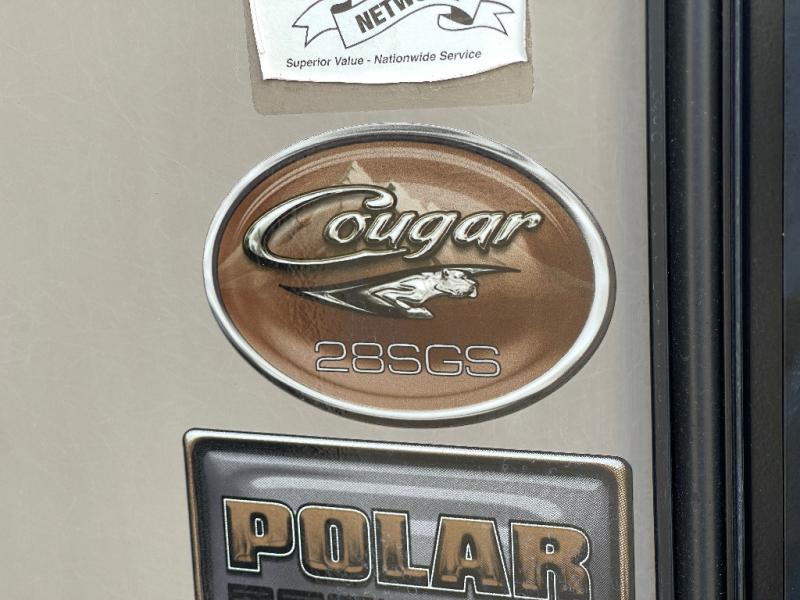 Superior Value - Nationwide Service
Cougar
28SGS
POLAR